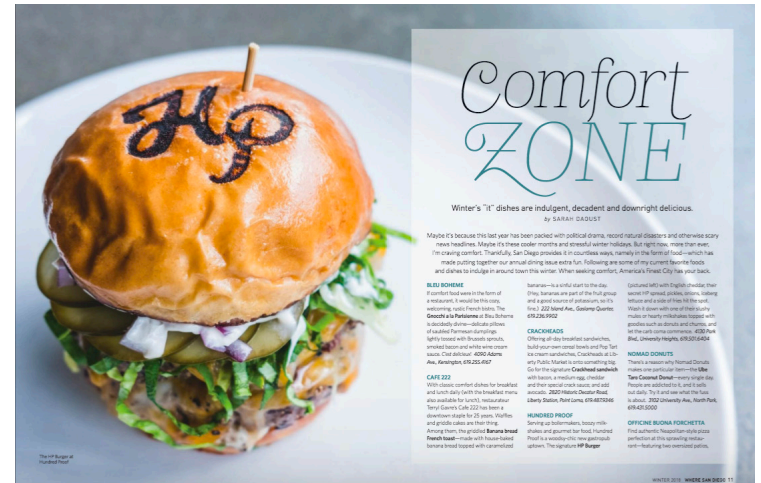 HP
Comfort
ZONE
Winter's "it" dishes are indulgent, decadent and downright delicious.
by SARAH DAOUST
Maybe it's because this last year has been packed with political drama, record natural disasters and otherwise scary
news headlines. Maybe it's these cooler months and stressful winter holidays. But right now, more than ever,
I'm craving comfort. Thankfully, San Diego provides it in countless ways, namely in the form of food—which has
made putting together our annual dining issue extra fun. Following are some of my current favorite foods
and dishes to indulge in around town this winter. When seeking comfort, America's Finest City has your back.
BLEU BOHEME
If comfort food were in the form of
a restaurant, it would be this cozy,
welcoming, rustic French bistro. The
Gnocchi a la Parisienne at Bleu Boheme
is decidedly divine—delicate pillows
of sautéed Parmesan dumplings
lightly tossed with Brussels sprouts,
smoked bacon and white wine cream
sauce. C'est délicieux! 4090 Adams
Ave., Kensington, 619.255.4167
CAFE 222
With classic comfort dishes for breakfast
and lunch daily (with the breakfast menu
also available for lunch), restaurateur
Terryl Gavre's Cafe 222 has been a
downtown staple for 25 years. Waffles
and griddle cakes are their thing.
Among them, the griddled Banana bread
French toast—made with house-baked
banana bread topped with caramelized
bananas—is a sinful start to the day.
(Hey, bananas are part of the fruit group
and a good source of potassium, so it's
fine.) 222 Island Ave., Gaslamp Quarter,
619.236.9902
CRACKHEADS
Offering all-day breakfast sandwiches,
build-your-own cereal bowls and Pop Tart
ice cream sandwiches, Crackheads at Lib-
erty Public Market is onto something big.
Go for the signature Crackhead sandwich
with bacon, a medium egg, cheddar
and their special crack sauce, and add
avocado. 2820 Historic Decatur Road,
Liberty Station, Point Loma, 619.487.9346
HUNDRED PROOF
Serving up boilermakers, boozy milk-
shakes and gourmet bar food, Hundred
Proof is a woodsy-chic new gastropub
uptown. The signature HP Burger
(pictured left) with English cheddar, their
secret HP spread, pickles, onions, iceberg
lettuce and a side of fries hit the spot.
Wash it down with one of their slushy
mules or hearty milkshakes topped with
goodies such as donuts and churros, and
let the carb coma commence. 4130 Park
Blvd., University Heights, 619.501.6404
NOMAD DONUTS
There's a reason why Nomad Donuts
makes one particular item—the Ube
Taro Coconut Donut—every single day.
People are addicted to it, and it sells
out daily. Try it and see what the fuss
is about. 3102 University Ave., North Park,
619.431.5000
OFFICINE BUONA FORCHETTA
Find authentic Neapolitan-style pizza
perfection at this sprawling restau-
rant—featuring two oversized patios,
The HP Burger at
Hundred Proof
WINTER 2018 WHERE SAN DIEGO 11